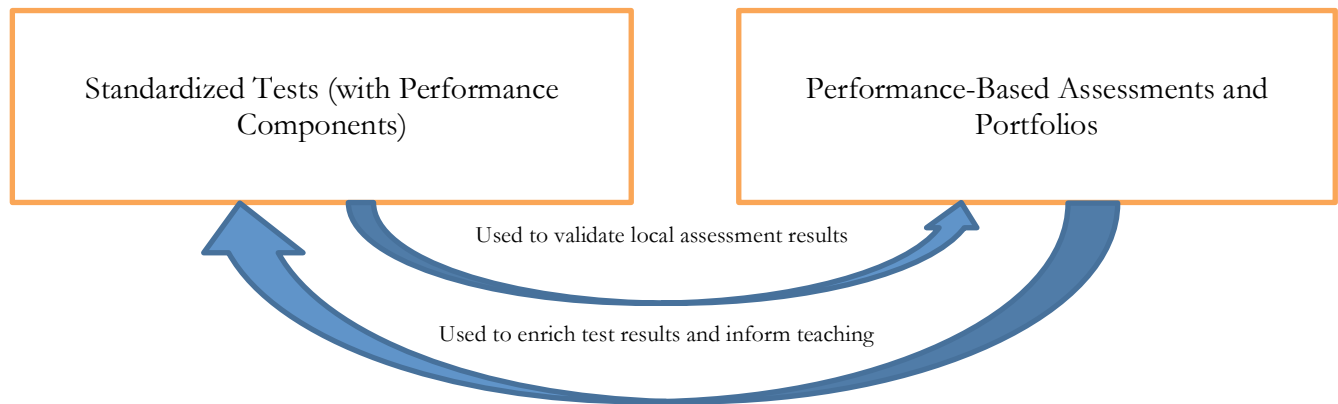 Standardized Tests (with Performance
Components)
Performance-Based Assessments and
Portfolios
Used to validate local assessment results
Used to enrich test results and inform teaching